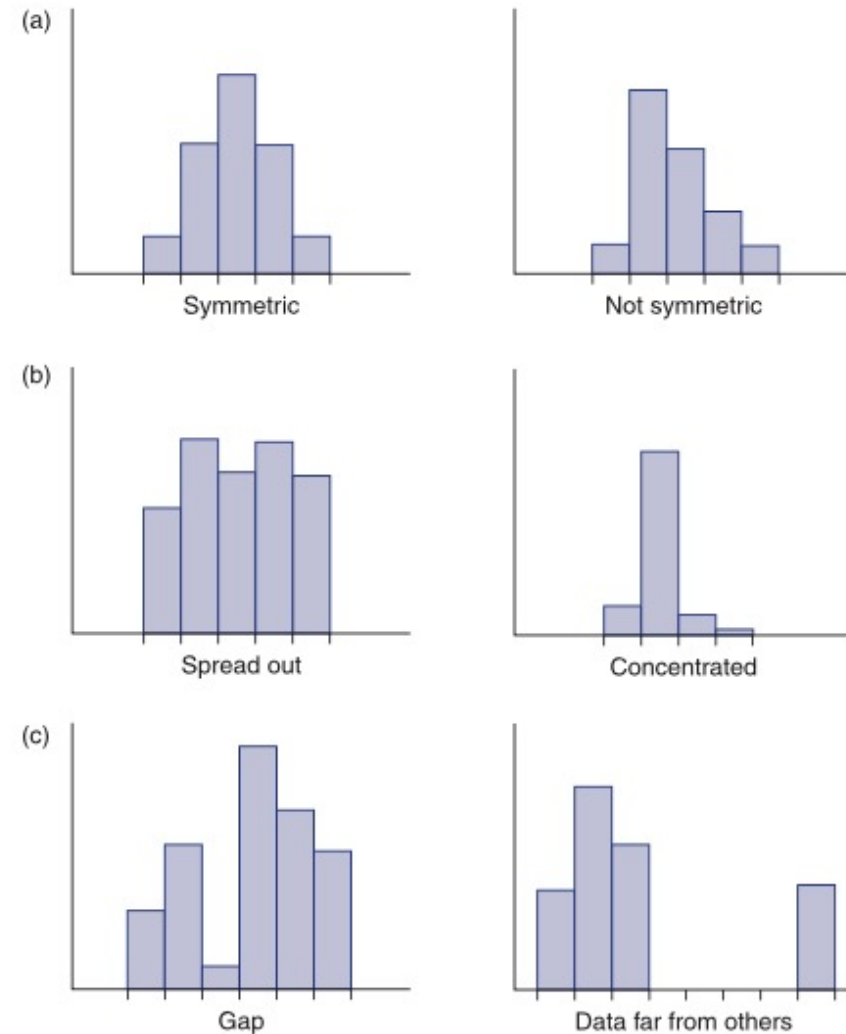 (a)
Symmetric
Not symmetric
(b)
Spread out
Concentrated
(c)
Gap
Data far from others